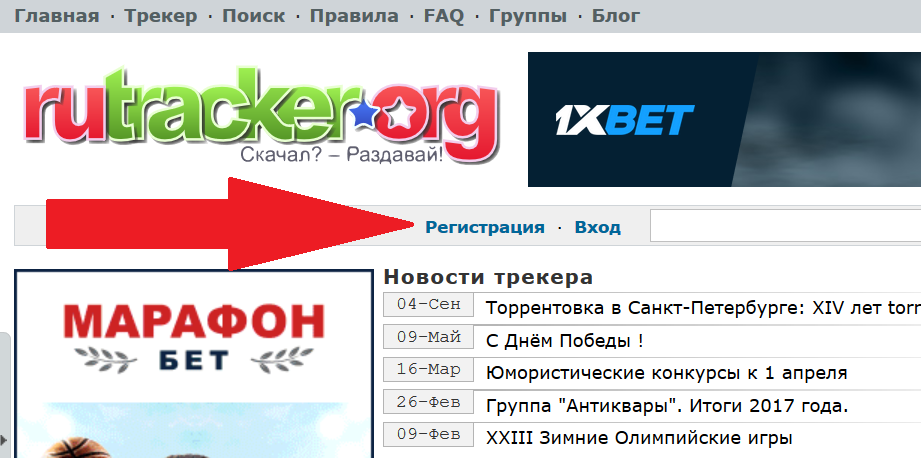 Главная · Трекер · Поиск · Правила · FAQ · Группы · Блог
rutracker.org
Скачал? – Раздавай!
1XBET
Регистрация · Вход
МАРАФОН
БЕТ
Новости трекера
04-Сен Торрентовка в Санкт-Петербурге: XIV лет torr
09-Май С Днём Победы !
16-Мар Юмористические конкурсы к 1 апреля
26-Фев Группа "Антиквары". Итоги 2017 года.
09-Фев XXIII Зимние Олимпийские игры